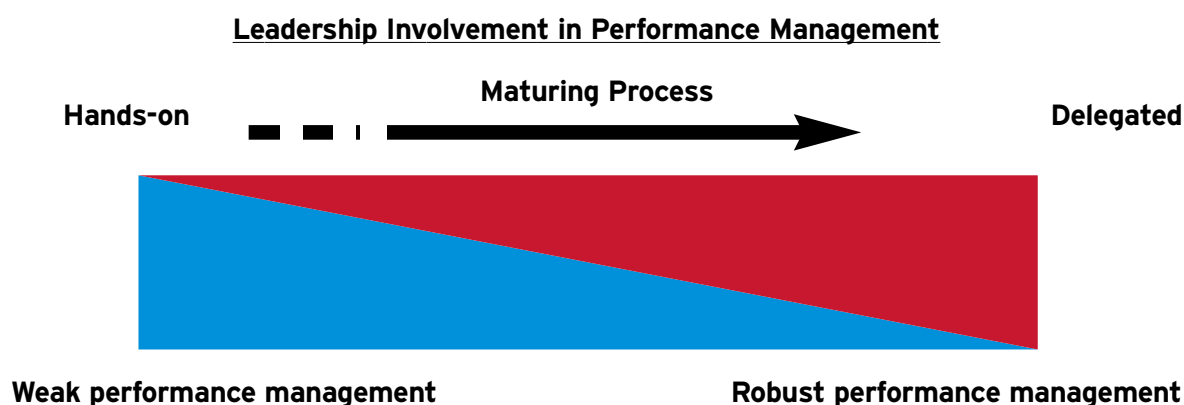 Leadership Involvement in Performance Management
Maturing Process
Hands-on
Delegated
Weak performance management
Robust performance management